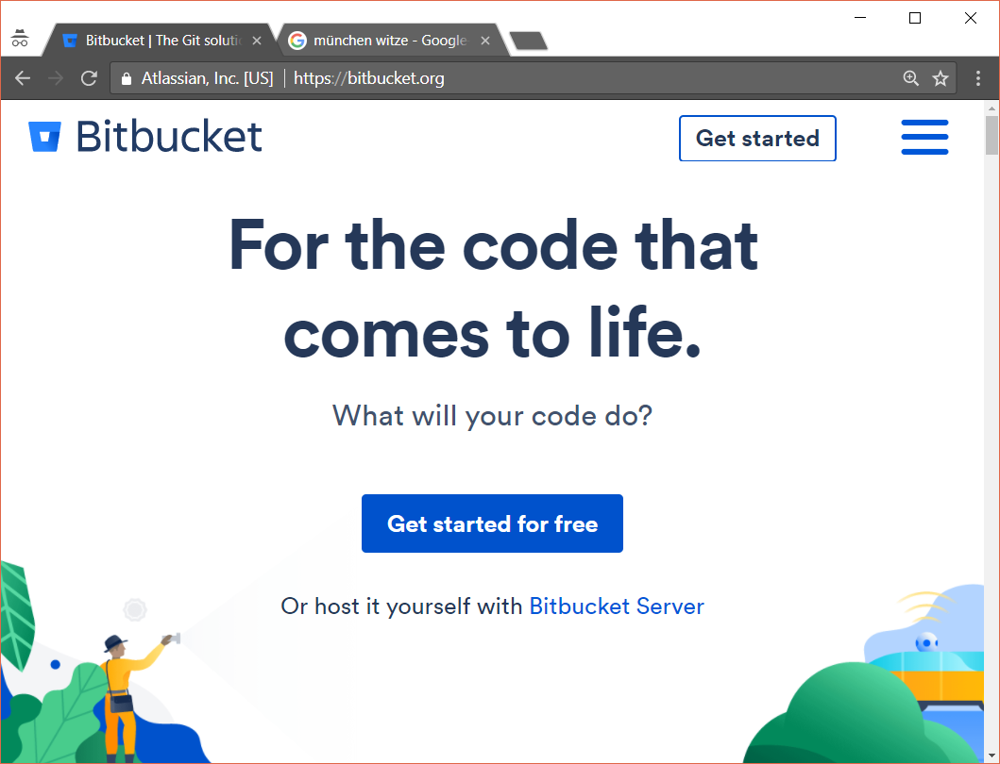 Bitbucket | The Git soluti
münchen witze - Google
Atlassian, Inc. [US] | https://bitbucket.org
Bitbucket
Get started
For the code that
comes to life.
What will your code do?
Get started for free
Or host it yourself with Bitbucket Server